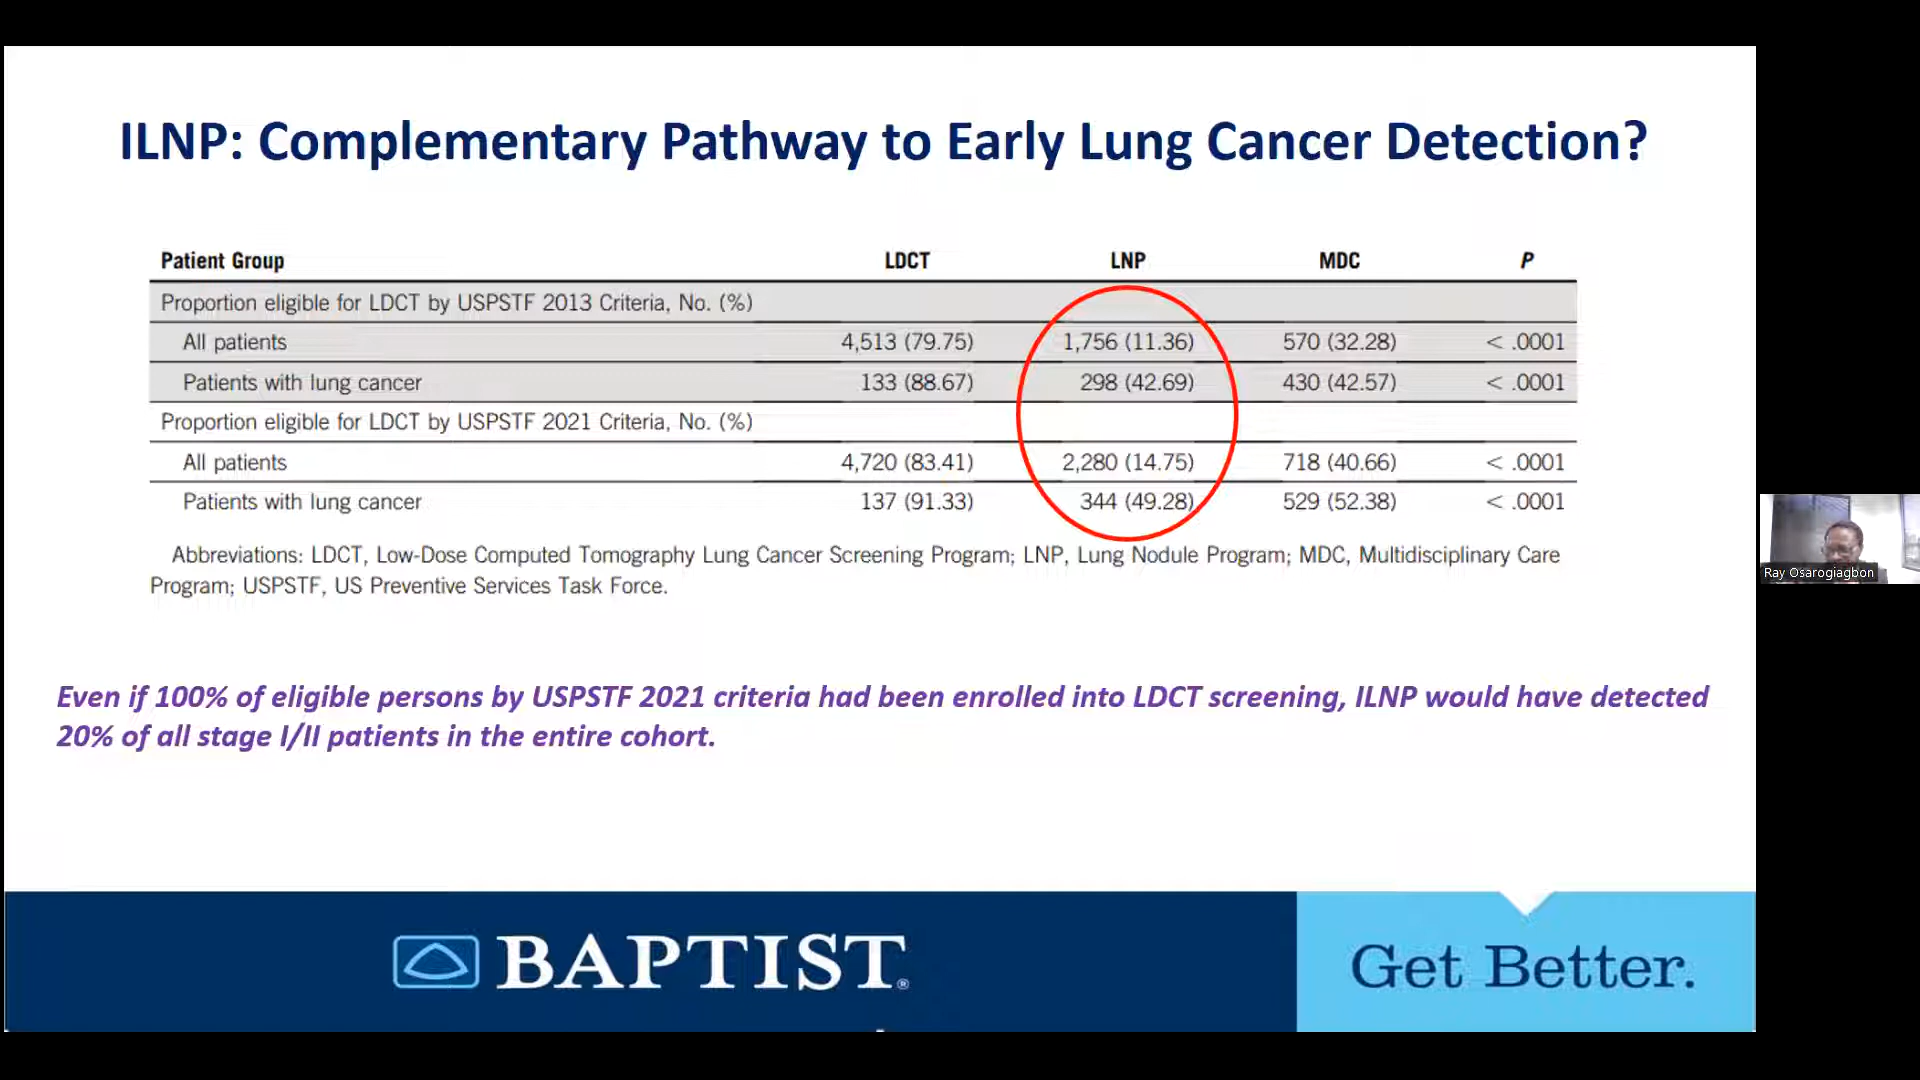 ILNP: Complementary Pathway to Early Lung Cancer Detection?
Patient Group LDCT LNP MDC P
Proportion eligible for LDCT by USPSTF 2013 Criteria, No. (%)
All patients 4,513 (79.75) 1,756 (11.36) 570 (32.28) < .0001
Patients with lung cancer 133 (88.67) 298 (42.69) 430 (42.57) < .0001
Proportion eligible for LDCT by USPSTF 2021 Criteria, No. (%)
All patients 4,720 (83.41) 2,280 (14.75) 718 (40.66) < .0001
Patients with lung cancer 137 (91.33) 344 (49.28) 529 (52.38) < .0001
Abbreviations: LDCT, Low-Dose Computed Tomography Lung Cancer Screening Program; LNP, Lung Nodule Program; MDC, Multidisciplinary Care
Program; USPSTF, US Preventive Services Task Force.
Ray Osarogiagbon
Even if 100% of eligible persons by USPSTF 2021 criteria had been enrolled into LDCT screening, ILNP would have detected
20% of all stage I/II patients in the entire cohort.
BAPTIST®
Get Better.